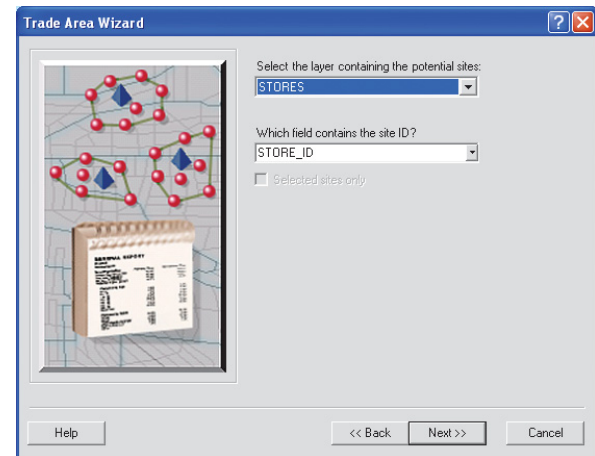 Trade Area Wizard
Select the layer containing the potential sites:
STORES
Which field contains the site ID?
STORE_ID
Selected sites only
Help
<< Back
Next >>
Cancel